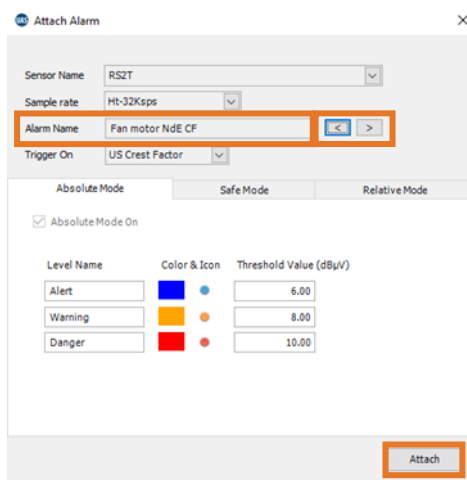 UAS Attach Alarm
Sensor Name RS2T
Sample rate Ht-32Ksps
Alarm Name Fan motor NdE CF < >
Trigger On US Crest Factor
Absolute Mode Safe Mode Relative Mode
Absolute Mode On
Level Name Color & Icon Threshold Value (dBµV)
Alert 6.00
Warning 8.00
Danger 10.00
Attach